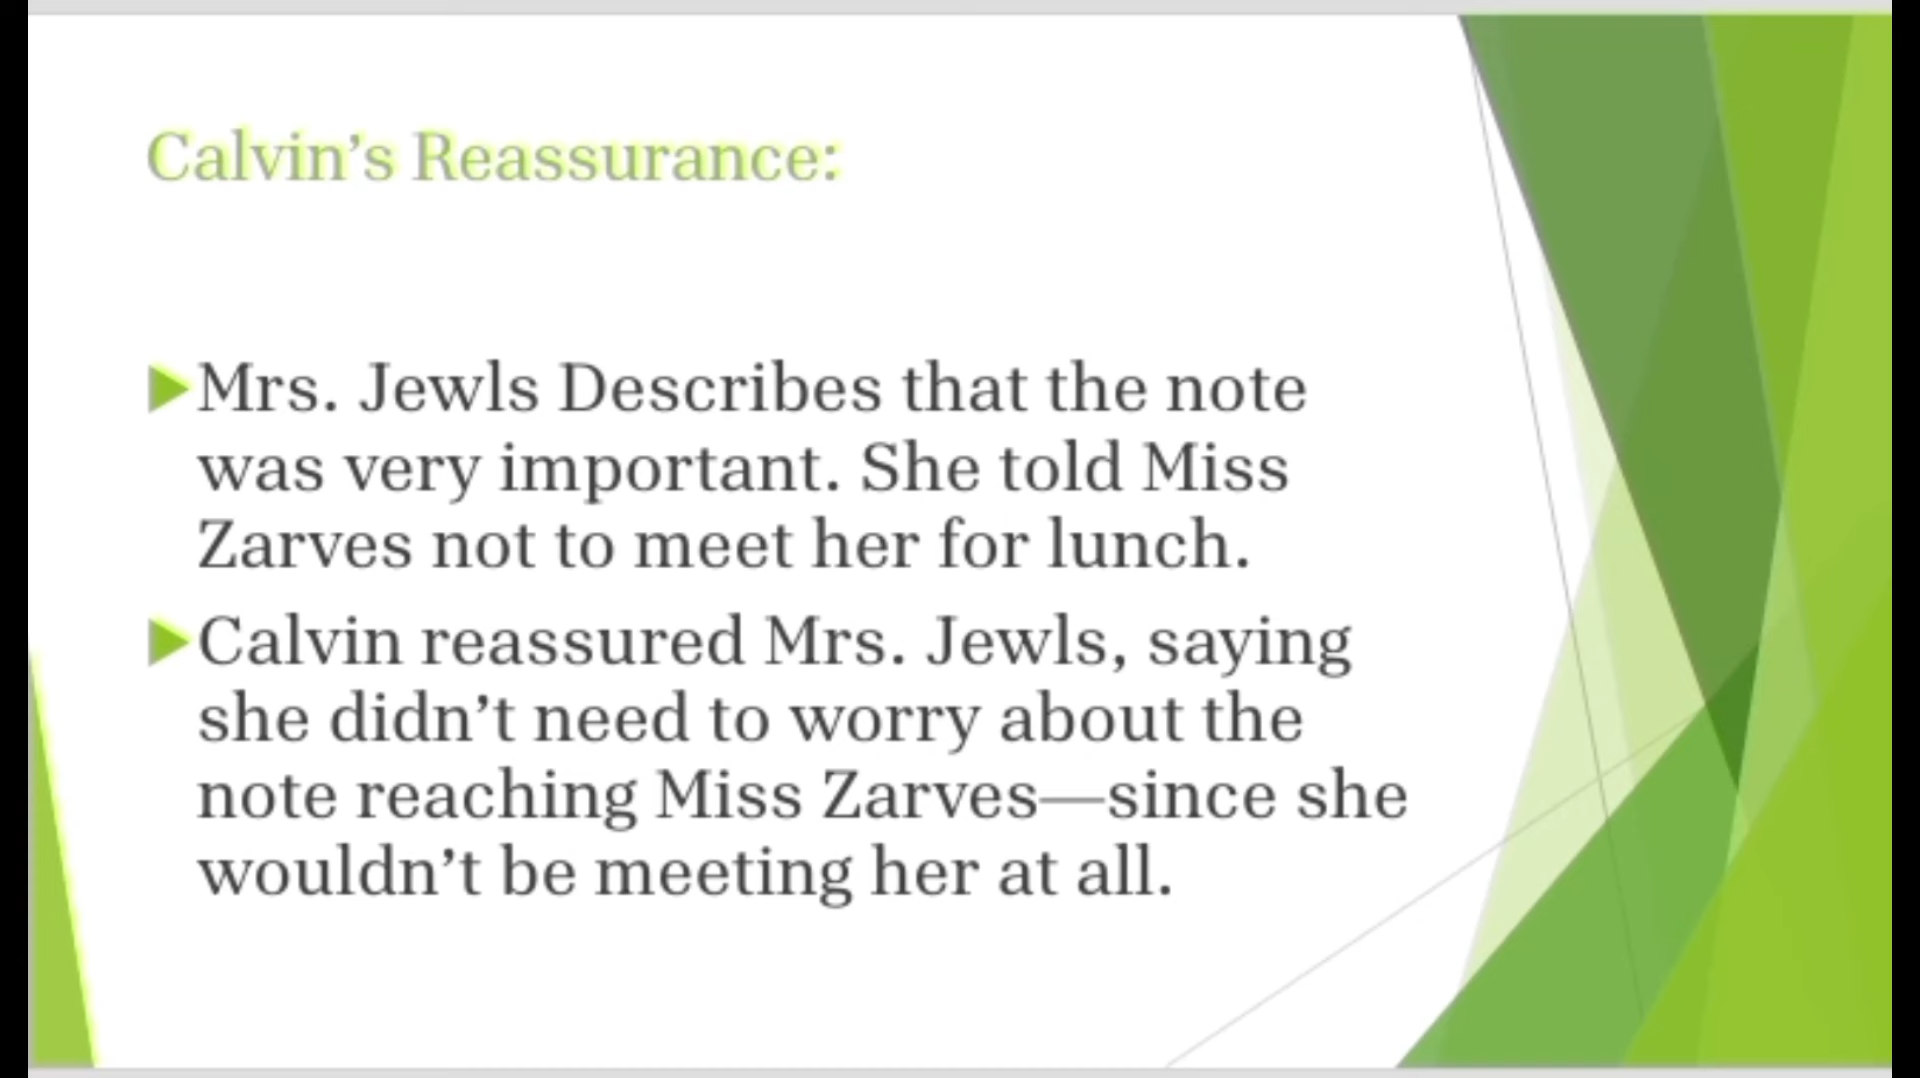 Calvin’s Reassurance:
Mrs. Jewls Describes that the note
was very important. She told Miss
Zarves not to meet her for lunch.
Calvin reassured Mrs. Jewls, saying
she didn’t need to worry about the
note reaching Miss Zarves—since she
wouldn’t be meeting her at all.